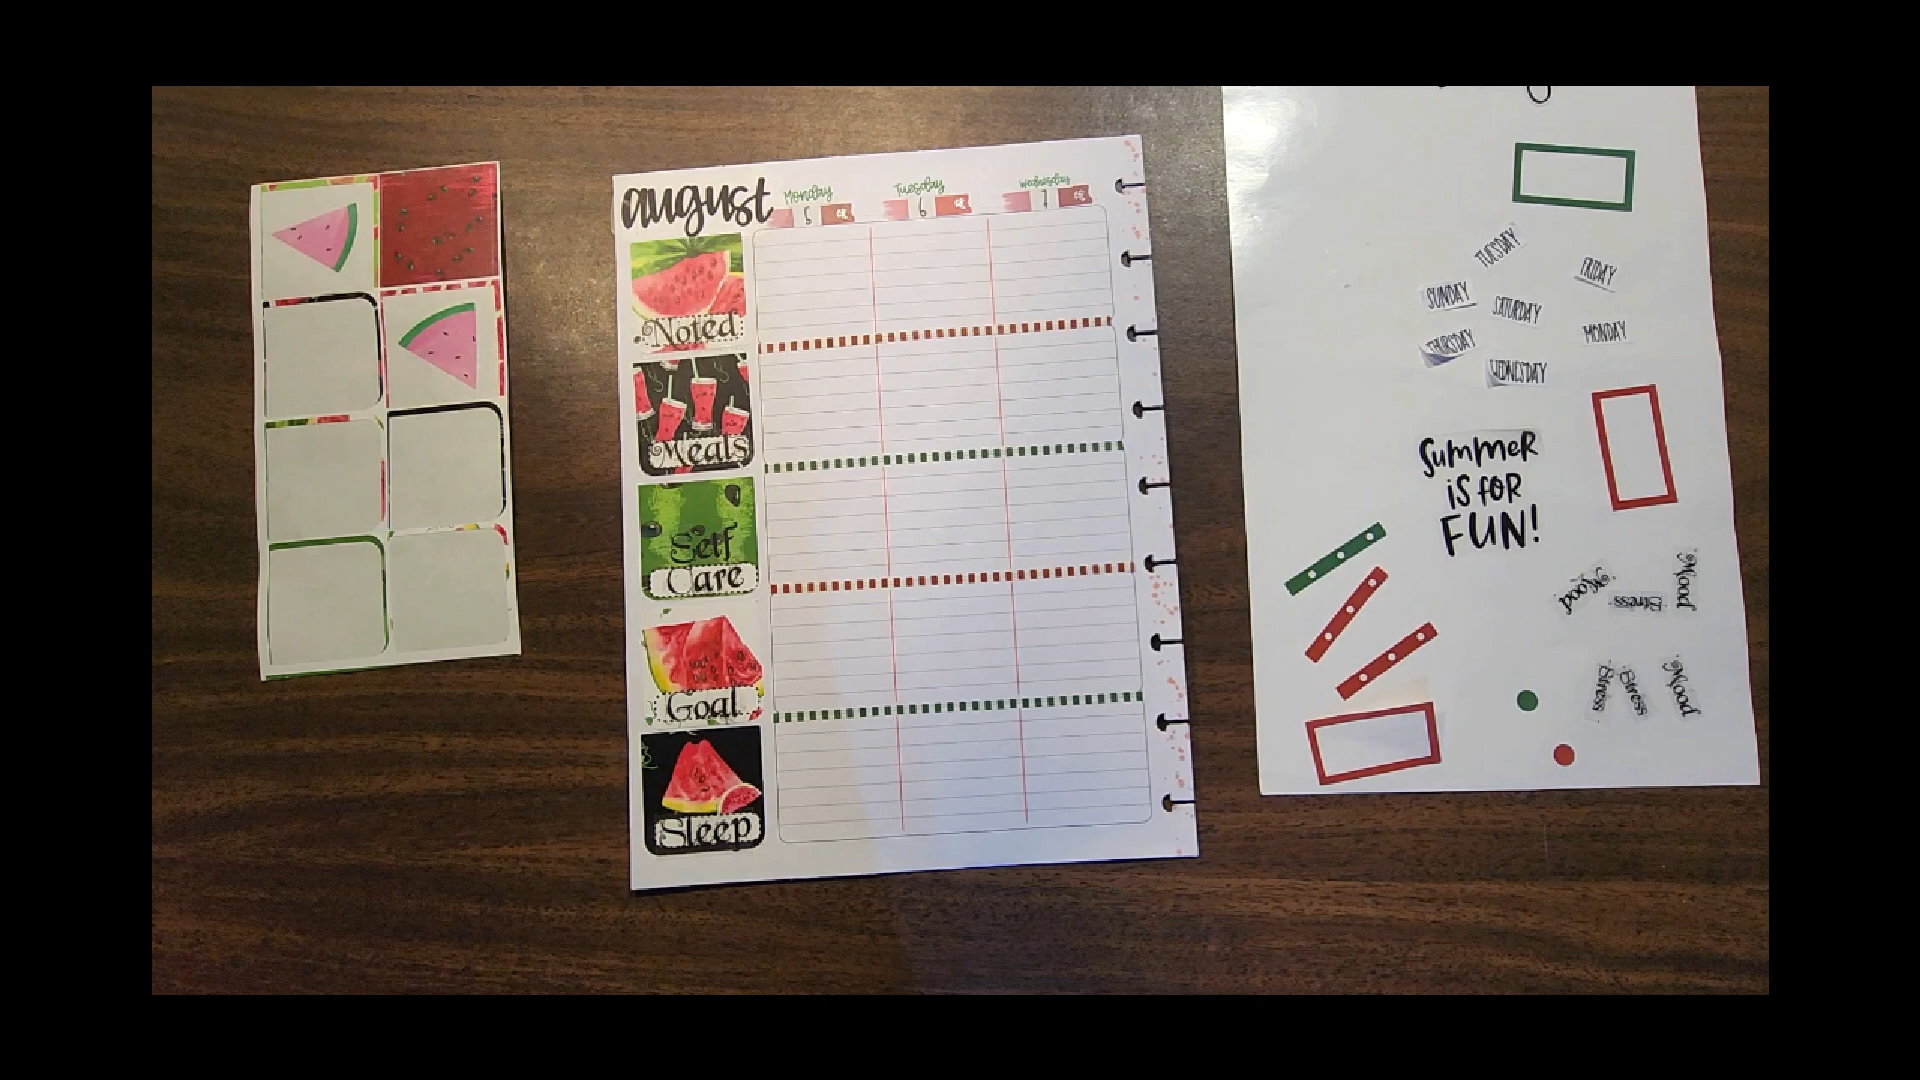 august
Monday
Tuesday
Wednesday
5
6
7
Noted
Meals
Self
Care
Goal
Sleep
TUESDAY
FRIDAY
SUNDAY
SATURDAY
THURSDAY
MONDAY
WEDNESDAY
Summer
is for
FUN!
Mood
Stress
Mood
Stress
Stress
Mood